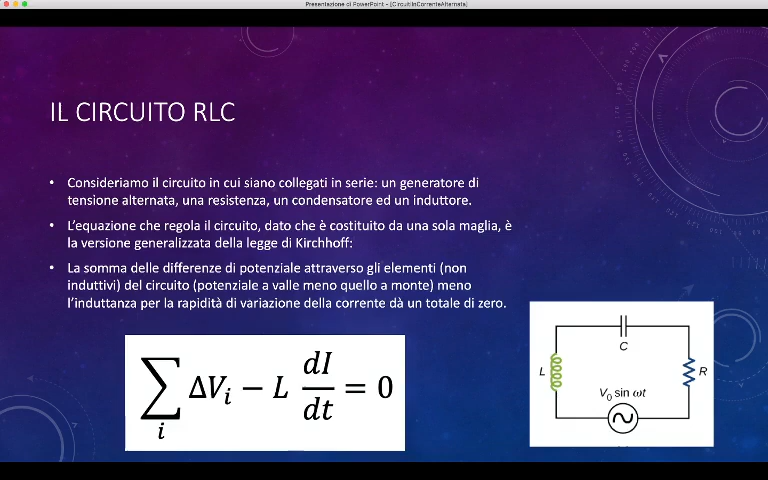 Presentazione di PowerPoint - [CircuitiInCorrenteAlternata]
IL CIRCUITO RLC
• Consideriamo il circuito in cui siano collegati in serie: un generatore di
tensione alternata, una resistenza, un condensatore ed un induttore.
• L'equazione che regola il circuito, dato che è costituito da una sola maglia, è
la versione generalizzata della legge di Kirchhoff:
• La somma delle differenze di potenziale attraverso gli elementi (non
induttivi) del circuito (potenziale a valle meno quello a monte) meno
l'induttanza per la rapidità di variazione della corrente dà un totale di zero.
∑i ΔVi − L dI/dt = 0
C
L
R
V0 sin ωt